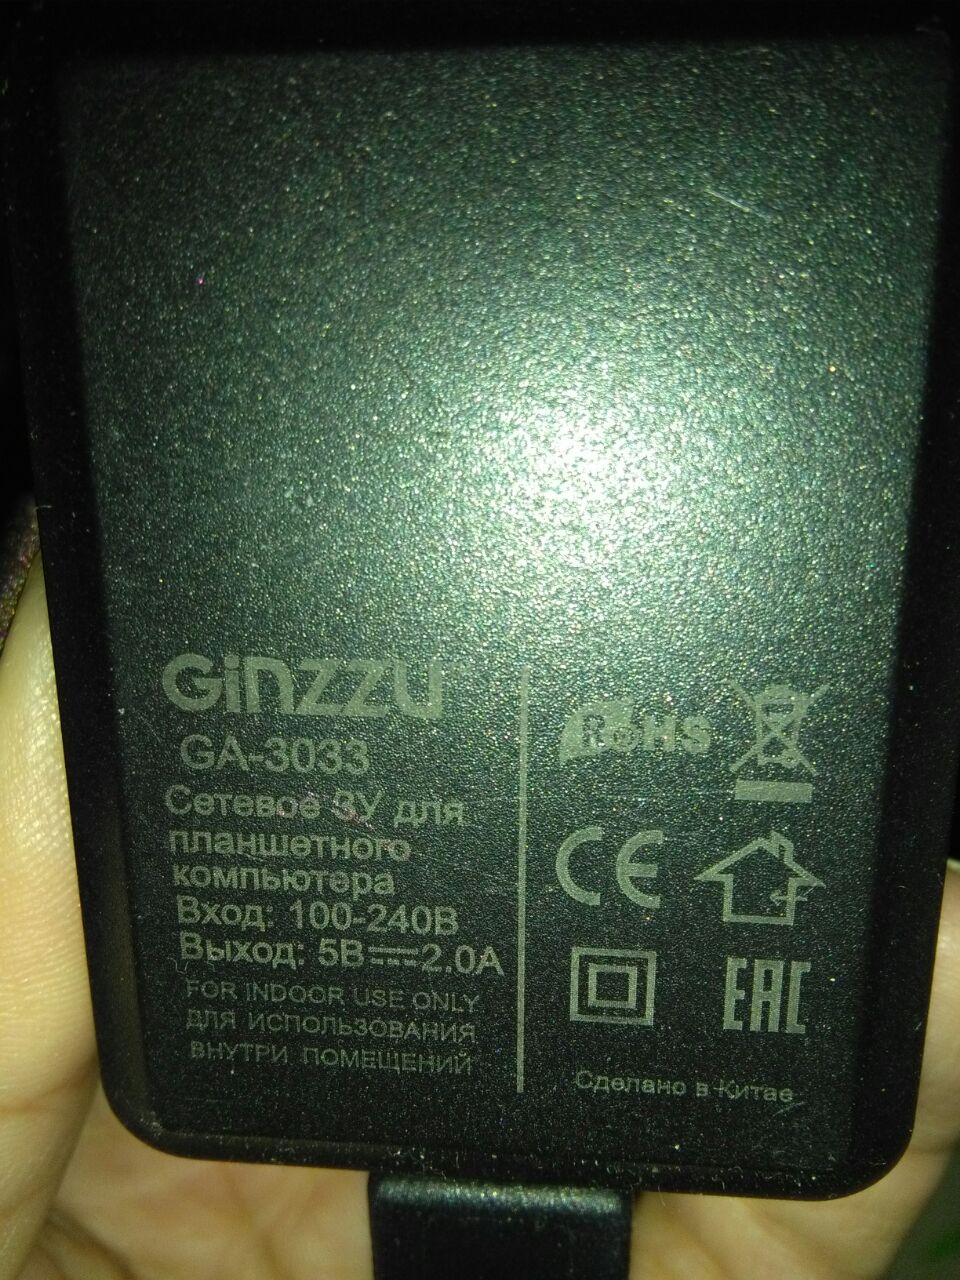 GINZZU
GA-3033
Сетевое ЗУ для
планшетного
компьютера
Вход: 100-240В
Выход: 5В⎓2.0А
FOR INDOOR USE ONLY
ДЛЯ ИСПОЛЬЗОВАНИЯ
ВНУТРИ ПОМЕЩЕНИЙ
RoHS
CE
EAC
Сделано в Китае